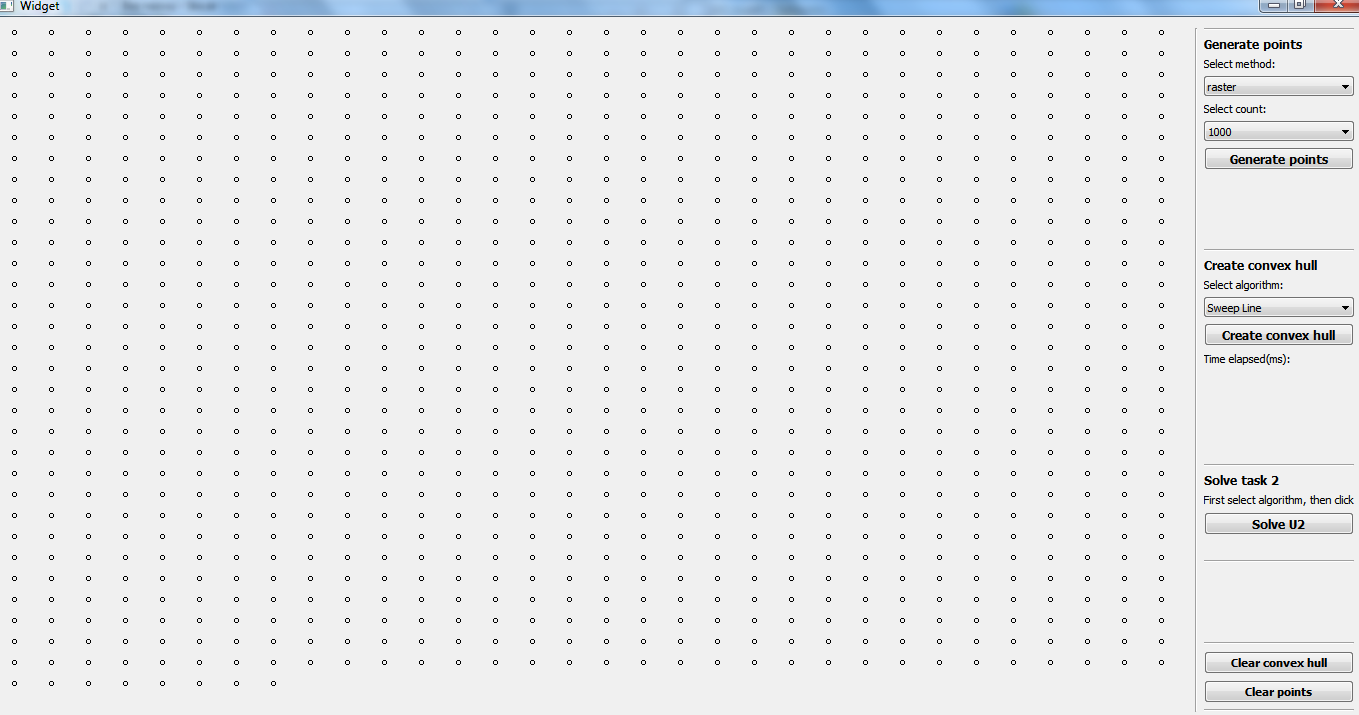 Widget
Generate points
Select method:
raster
Select count:
1000
Generate points
Create convex hull
Select algorithm:
Sweep Line
Create convex hull
Time elapsed(ms):
Solve task 2
First select algorithm, then click
Solve U2
Clear convex hull
Clear points